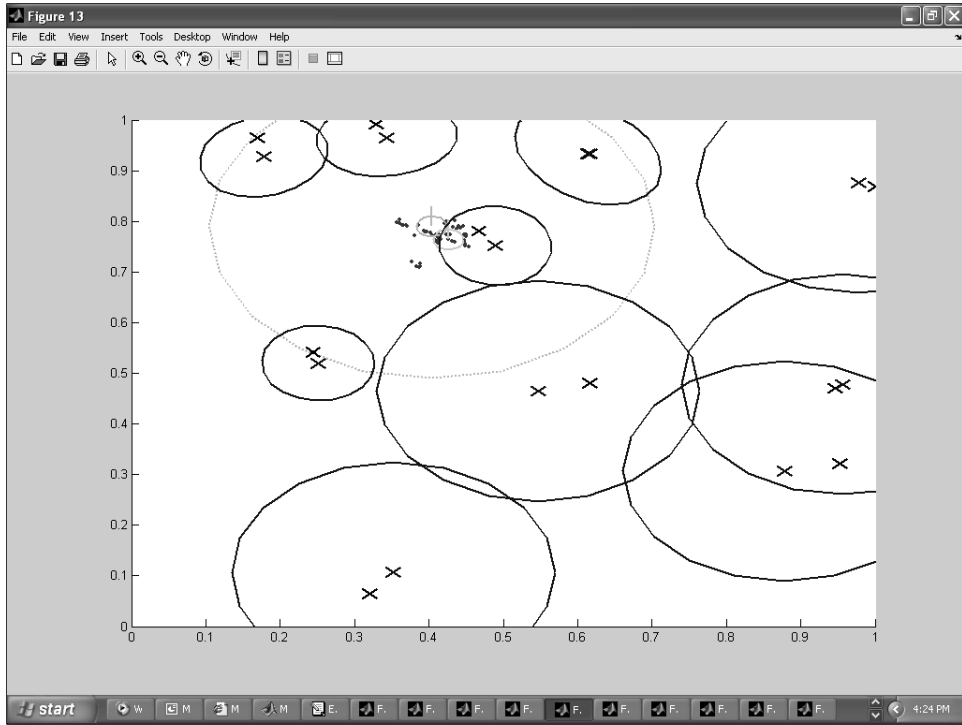 Figure 13
File Edit View Insert Tools Desktop Window Help
1
0.9
0.8
0.7
0.6
0.5
0.4
0.3
0.2
0.1
0
0 0.1 0.2 0.3 0.4 0.5 0.6 0.7 0.8 0.9 1
start W M M M E. F. F. F. F. F. F. F. F. F. F. 4:24 PM